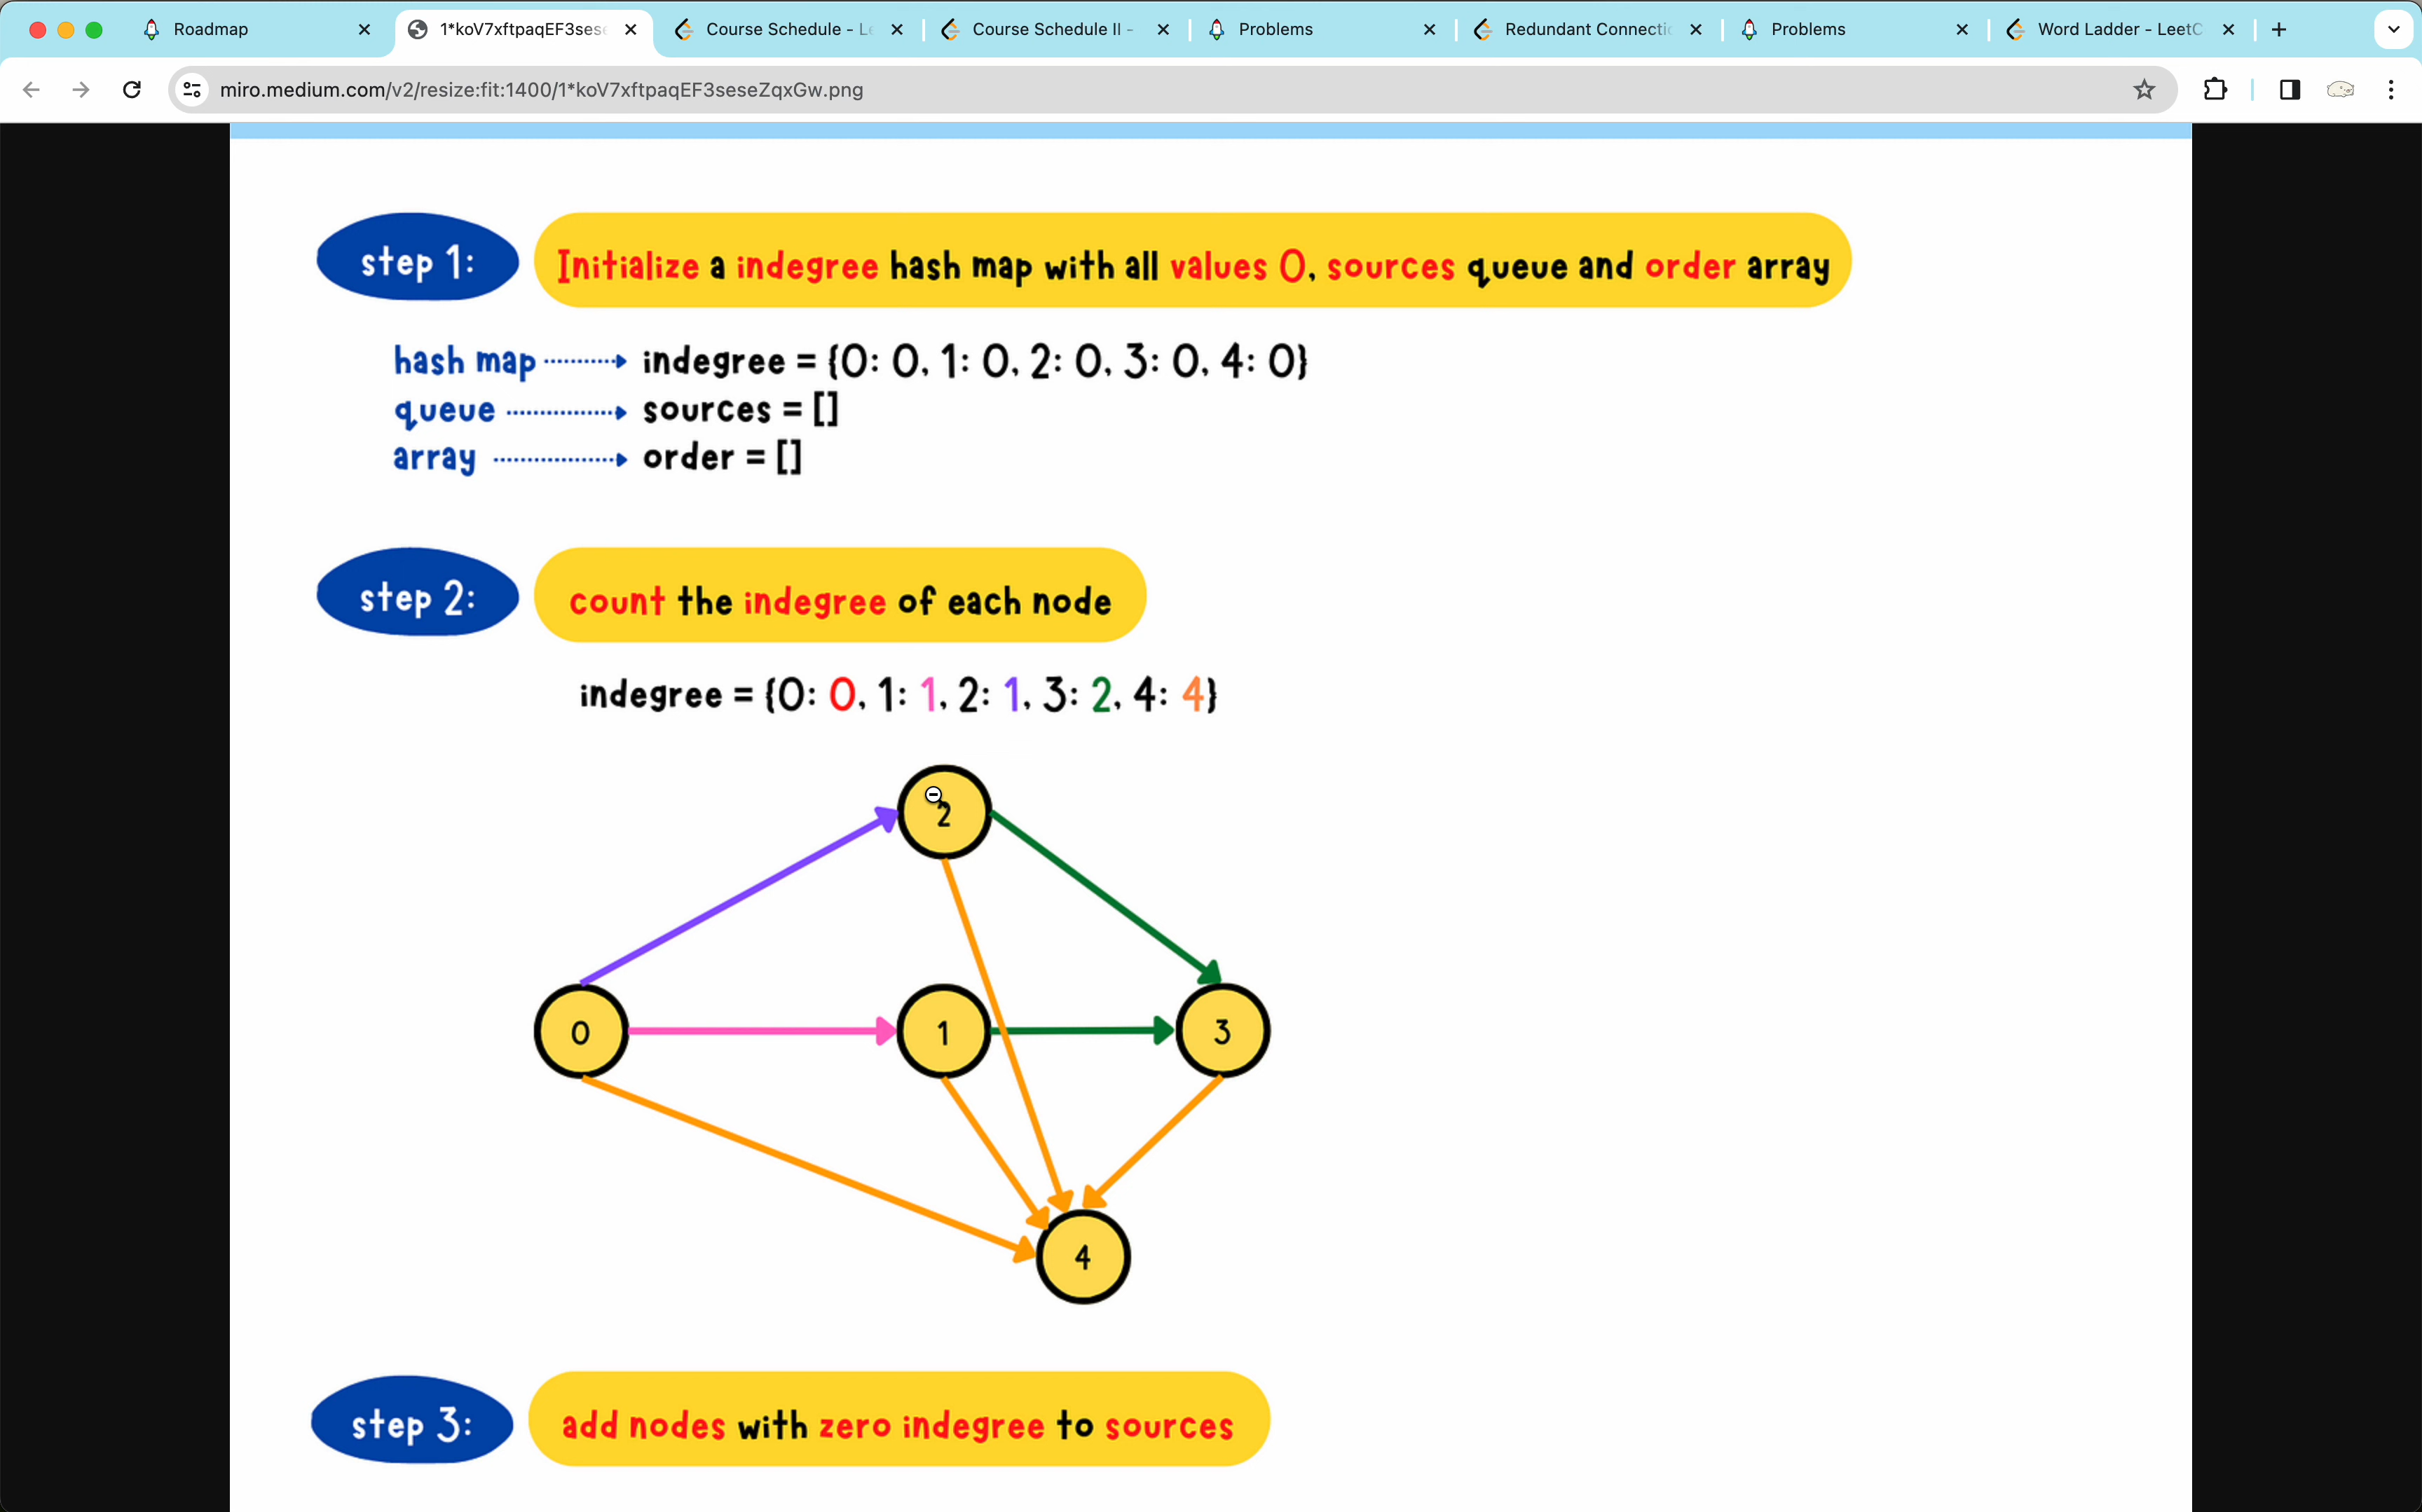 Roadmap
1*koV7xftpaqEF3sese
Course Schedule - Le
Course Schedule II -
Problems
Redundant Connectio
Problems
Word Ladder - LeetC
miro.medium.com/v2/resize:fit:1400/1*koV7xftpaqEF3seseZqxGw.png
step 1: Initialize a indegree hash map with all values 0, sources queue and order array
hash map indegree = {0: 0, 1: 0, 2: 0, 3: 0, 4: 0}
queue sources = []
array order = []
step 2: count the indegree of each node
indegree = {0: 0, 1: 1, 2: 1, 3: 2, 4: 4}
2
0 1 3
4
step 3: add nodes with zero indegree to sources